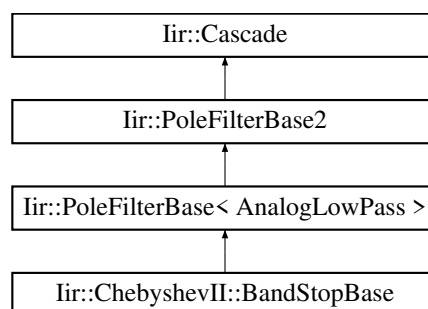 Iir::Cascade
Iir::PoleFilterBase2
Iir::PoleFilterBase< AnalogLowPass >
Iir::ChebyshevII::BandStopBase